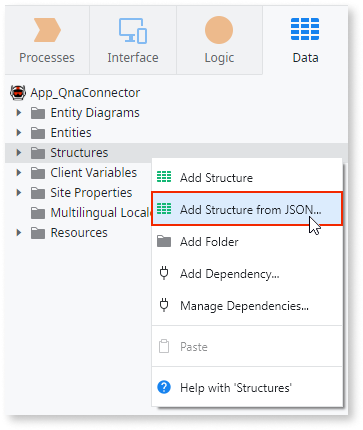 Processes
Interface
Logic
Data
App_QnaConnector
Entity Diagrams
Entities
Structures
Client Variables
Site Properties
Multilingual Locale
Resources
Add Structure
Add Structure from JSON...
Add Folder
Add Dependency...
Manage Dependencies...
Paste
Help with 'Structures'